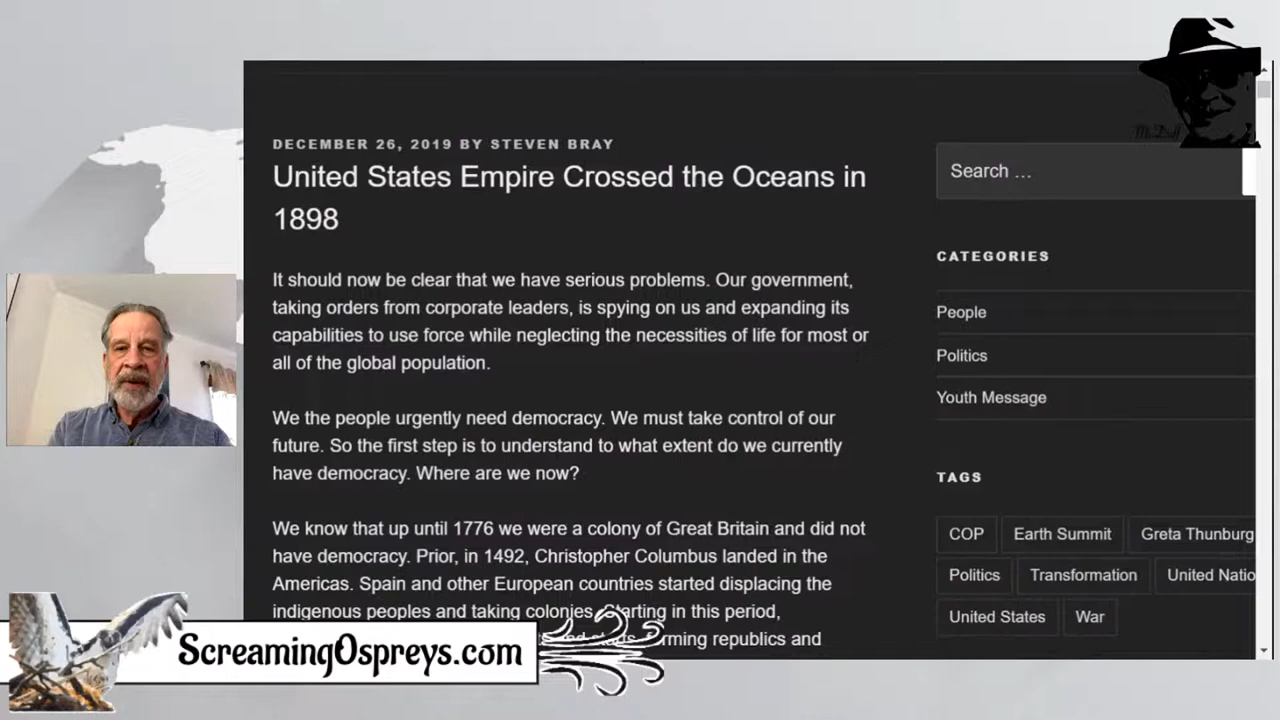 DECEMBER 26, 2019 BY STEVEN BRAY
United States Empire Crossed the Oceans in
1898
It should now be clear that we have serious problems. Our government,
taking orders from corporate leaders, is spying on us and expanding its
capabilities to use force while neglecting the necessities of life for most or
all of the global population.
We the people urgently need democracy. We must take control of our
future. So the first step is to understand to what extent do we currently
have democracy. Where are we now?
We know that up until 1776 we were a colony of Great Britain and did not
have democracy. Prior, in 1492, Christopher Columbus landed in the
Americas. Spain and other European countries started displacing the
indigenous peoples and taking colonies. Starting in this period,
republics and
Search …
CATEGORIES
People
Politics
Youth Message
TAGS
COP Earth Summit Greta Thunburg
Politics Transformation United Natio
United States War
ScreamingOspreys.com